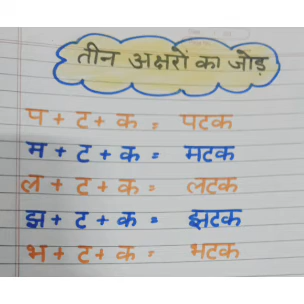 तीन अक्षरों का जोड़
प + ट + क = पटक
म + ट + क = मटक
ल + ट + क = लटक
झ + ट + क = झटक
भ + ट + क = भटक